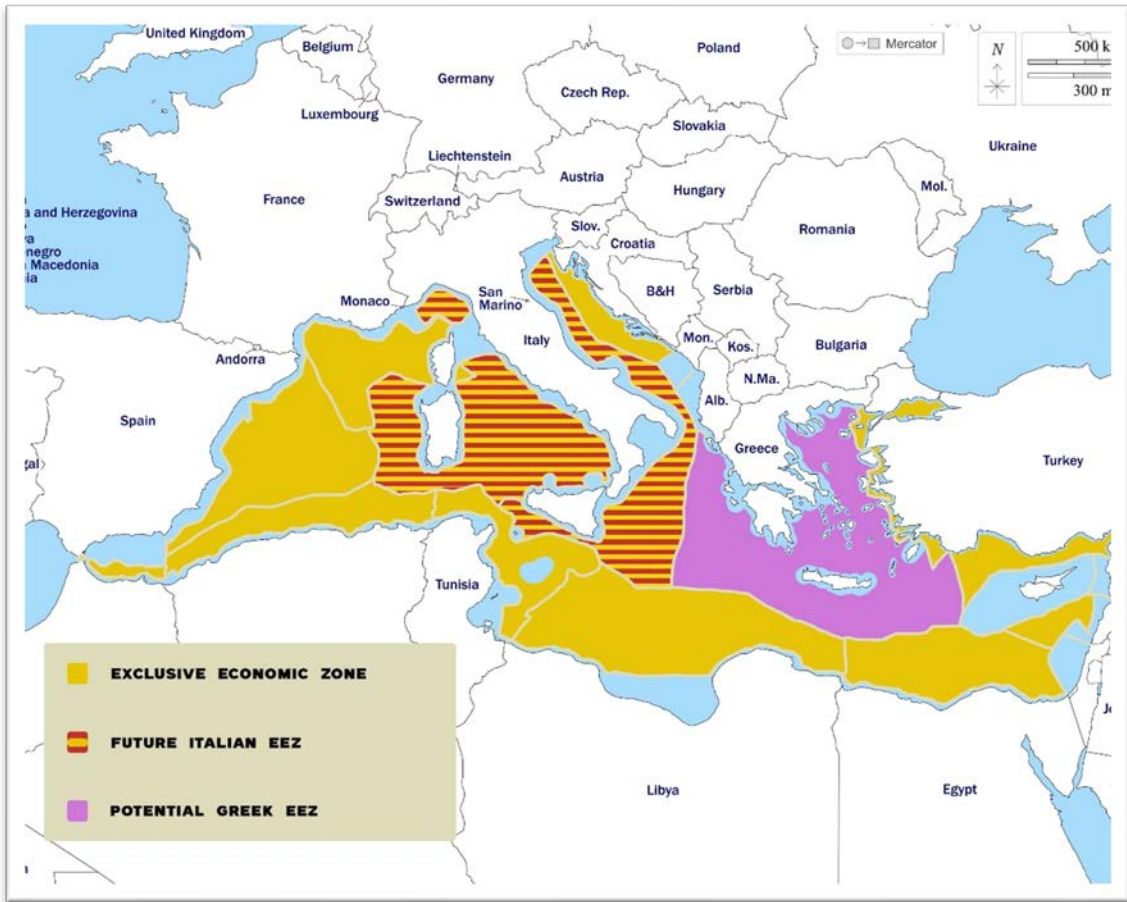 United Kingdom
Belgium
Poland
Mercator
N
500 k
300 m
Germany
Czech Rep.
Luxembourg
Slovakia
Ukraine
Liechtenstein
Austria
Hungary
Mol.
France
Switzerland
a and Herzegovina
Slov.
Croatia
Romania
negro
Macedonia
Monaco
San
Marino
B&H
Serbia
Italy
Mon.
Kos.
Bulgaria
Andorra
N.Ma.
Alb.
Spain
Greece
Turkey
gal
Tunisia
EXCLUSIVE ECONOMIC ZONE
FUTURE ITALIAN EEZ
POTENTIAL GREEK EEZ
Libya
Egypt